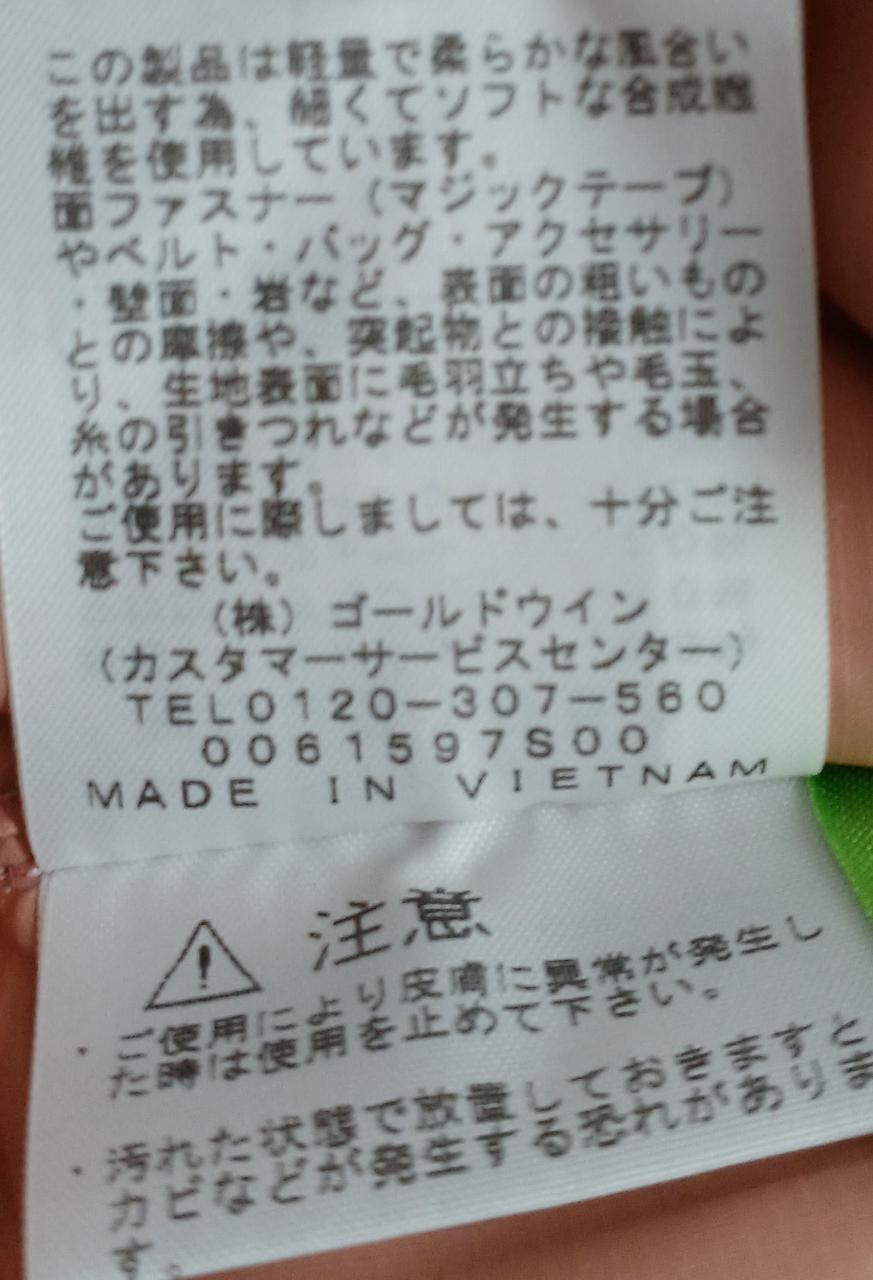 この製品は軽量で柔らかな風合い
を出す為、細くてソフトな合成繊
維を使用しています。
面ファスナー(マジックテープ)
やベルト・バッグ・アクセサリー
・壁面・岩など、表面の粗いもの
との摩擦や、突起物との接触によ
り、生地表面に毛羽立ちや毛玉、
糸の引きつれなどが発生する場合
があります。
ご使用に際しましては、十分ご注
意下さい。
(株)ゴールドウイン
(カスタマーサービスセンター)
TEL0120-307-560
0061597S00
MADE IN VIETNAM
注意
・ご使用により皮膚に異常が発生し
た時は使用を止めて下さい。
・汚れた状態で放置しておきますと
カビなどが発生する恐れがありま
す。